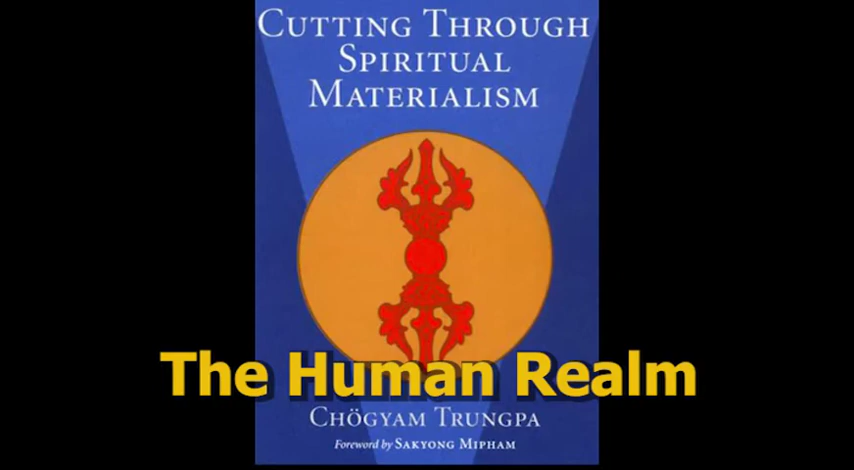 CUTTING THROUGH
SPIRITUAL
MATERIALISM
The Human Realm
CHÖGYAM TRUNGPA
Foreword by SAKYONG MIPHAM